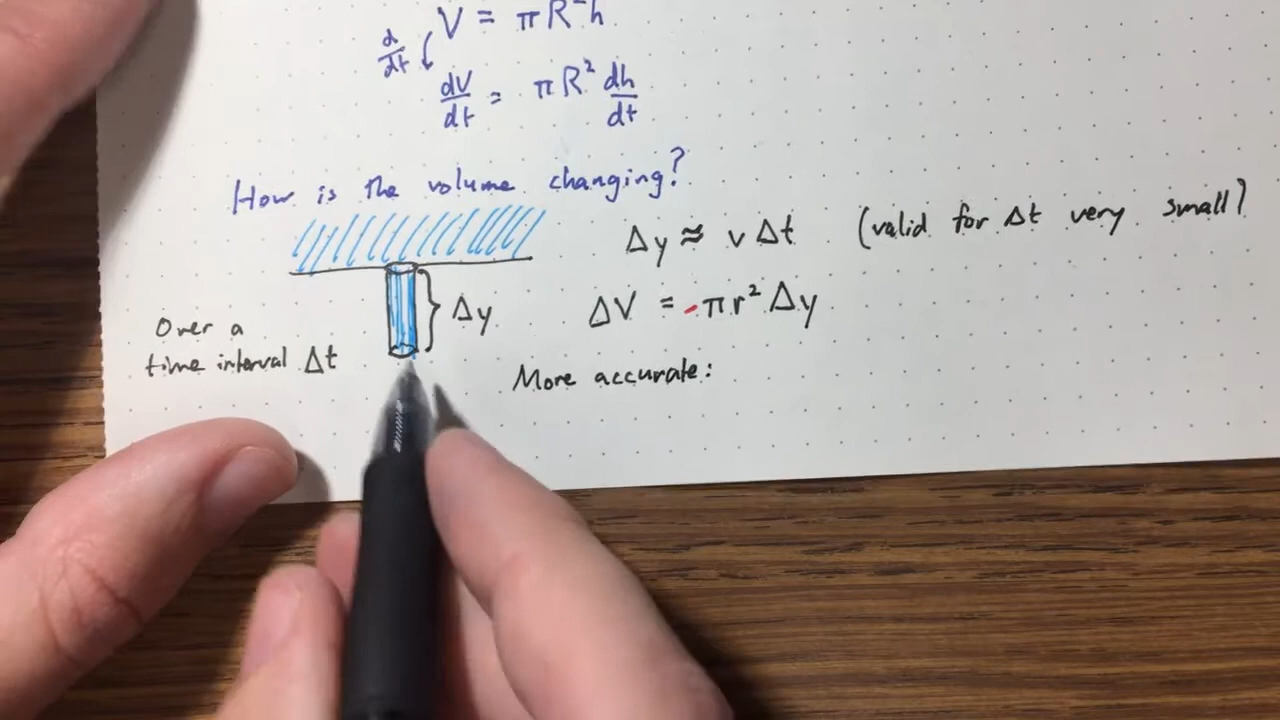 V = πR²h
d/dt
dV/dt = πR² dh/dt
How is the volume changing?
Δy ≈ v Δt (valid for Δt very small)
ΔV = -πr² Δy
Δy
Over a
time interval Δt
More accurate: